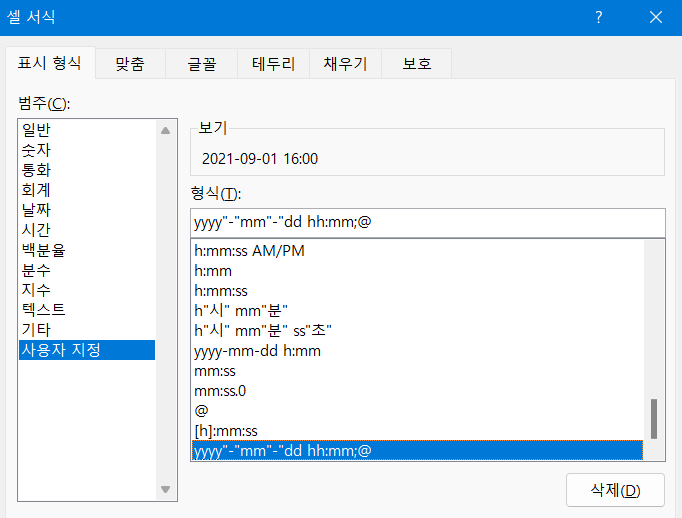 셀 서식
?
표시 형식 맞춤 글꼴 테두리 채우기 보호
범주(C):
일반
숫자
통화
회계
날짜
시간
백분율
분수
지수
텍스트
기타
사용자 지정
보기
2021-09-01 16:00
형식(T):
yyyy"-"mm"-"dd hh:mm;@
h:mm:ss AM/PM
h:mm
h:mm:ss
h"시" mm"분"
h"시" mm"분" ss"초"
yyyy-mm-dd h:mm
mm:ss
mm:ss.0
@
[h]:mm:ss
yyyy"-"mm"-"dd hh:mm;@
삭제(D)